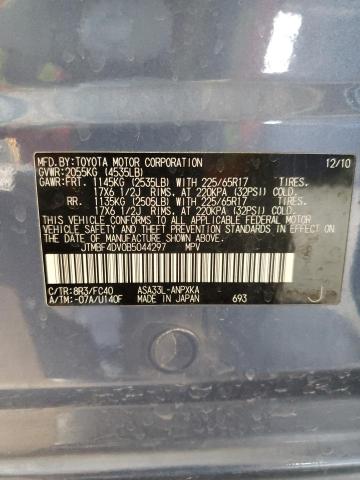 MFD.BY:TOYOTA MOTOR CORPORATION 12/10
GVWR:2055KG (4535LB)
GAWR:FRT. 1145KG (2535LB) WITH 225/65R17 TIRES.
17X6 1/2J RIMS. AT 220KPA (32PSI) COLD.
RR. 1135KG (2505LB) WITH 225/65R17 TIRES.
17X6 1/2J RIMS. AT 220KPA (32PSI) COLD.
THIS VEHICLE CONFORMS TO ALL APPLICABLE FEDERAL MOTOR
VEHICLE SAFETY AND BUMPER STANDARDS IN EFFECT ON
THE DATE OF MANUFACTURE SHOWN ABOVE.
JTMBF4DV0B5044297 MPV
C/TR:8R3/FC40 ASA33L-ANPXKA
A/TM:-07A/U140F MADE IN JAPAN 693 J